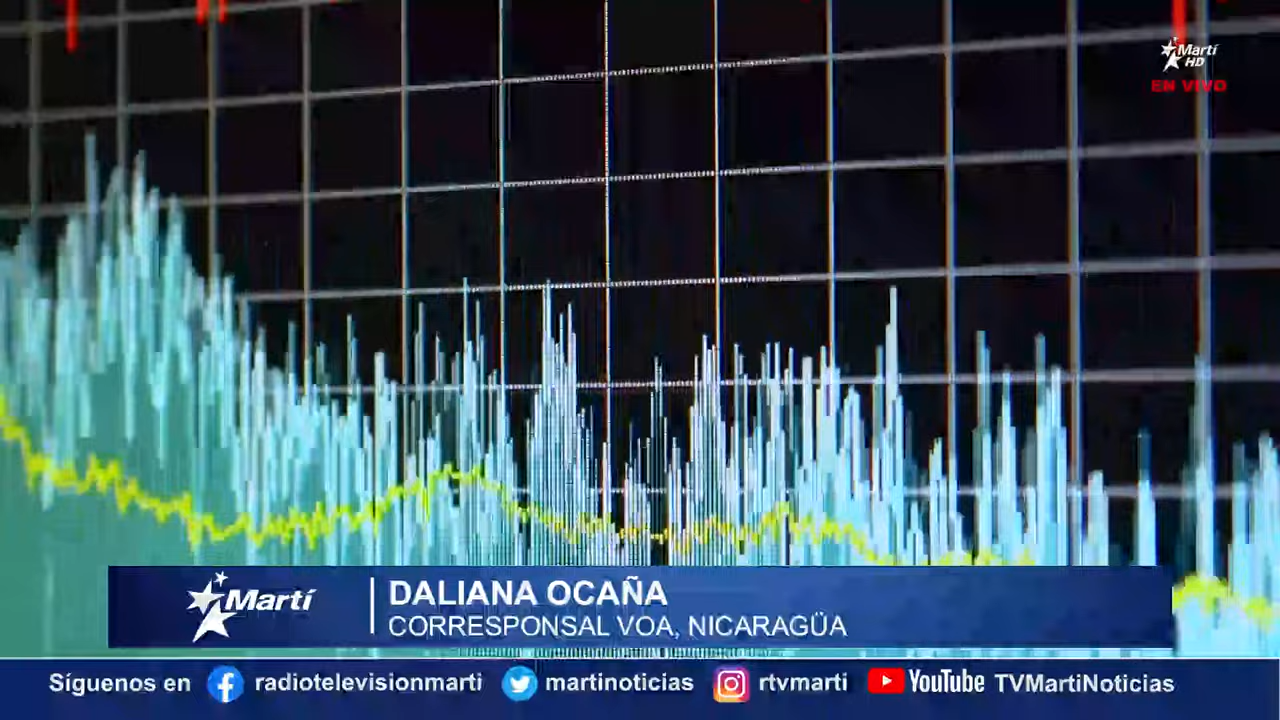 Martí
HD
EN VIVO
Martí
DALIANA OCAÑA
CORRESPONSAL VOA, NICARAGÜA
Síguenos en radiotelevisionmarti martinoticias rtvmarti YouTube TVMartiNoticias